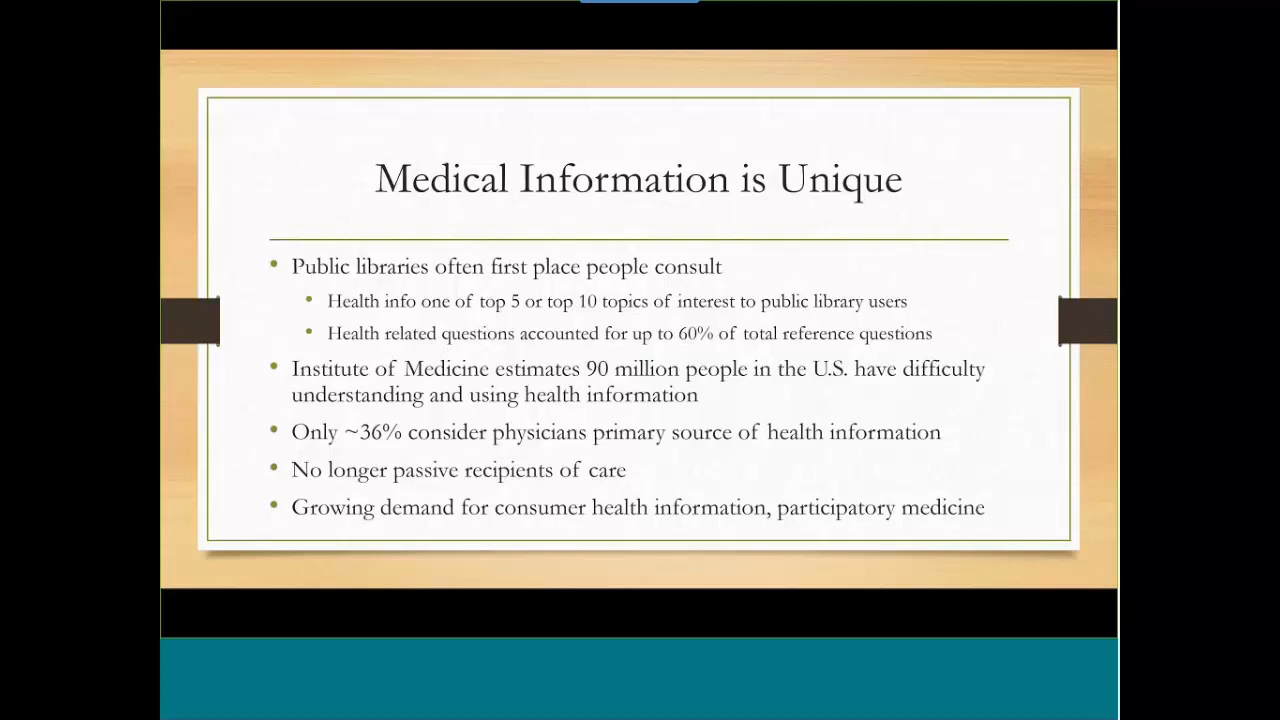 Medical Information is Unique
• Public libraries often first place people consult
• Health info one of top 5 or top 10 topics of interest to public library users
• Health related questions accounted for up to 60% of total reference questions
• Institute of Medicine estimates 90 million people in the U.S. have difficulty
understanding and using health information
• Only ~36% consider physicians primary source of health information
• No longer passive recipients of care
• Growing demand for consumer health information, participatory medicine